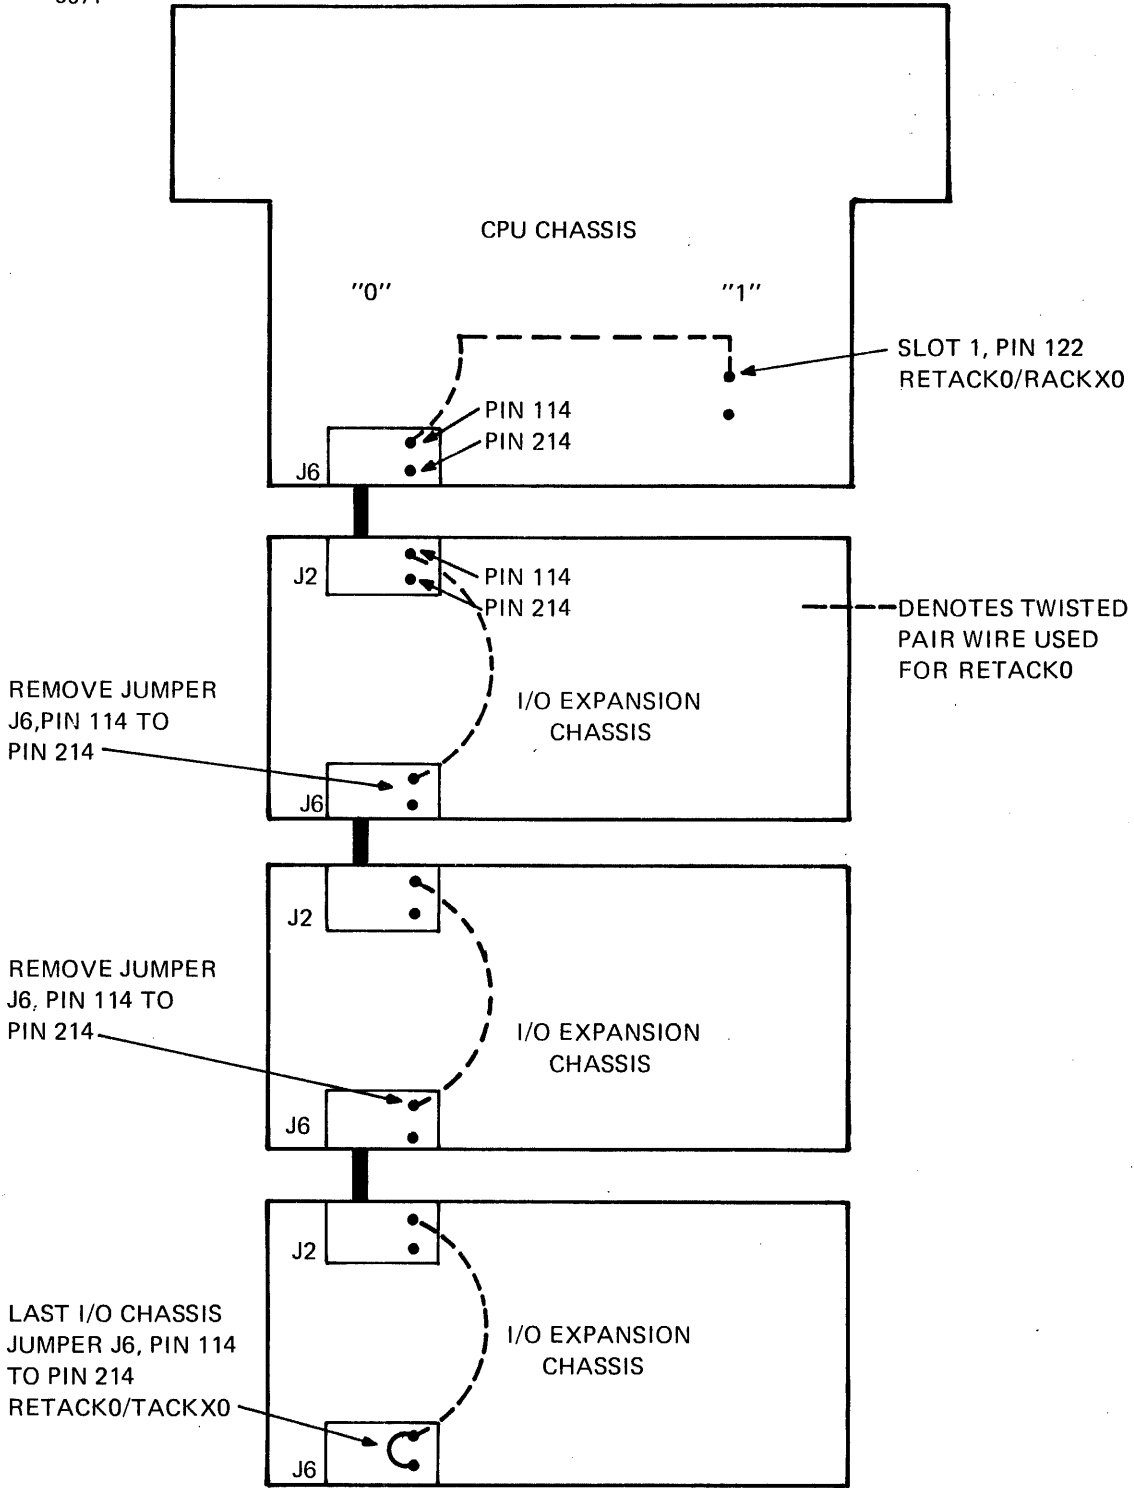 CPU CHASSIS
"0"
"1"
SLOT 1, PIN 122
RETACK0/RACKX0
PIN 114
PIN 214
J6
J2
PIN 114
PIN 214
DENOTES TWISTED
PAIR WIRE USED
FOR RETACK0
REMOVE JUMPER
J6,PIN 114 TO
PIN 214
I/O EXPANSION
CHASSIS
J6
J2
REMOVE JUMPER
J6, PIN 114 TO
PIN 214
I/O EXPANSION
CHASSIS
J6
J2
LAST I/O CHASSIS
JUMPER J6, PIN 114
TO PIN 214
RETACK0/TACKX0
I/O EXPANSION
CHASSIS
J6